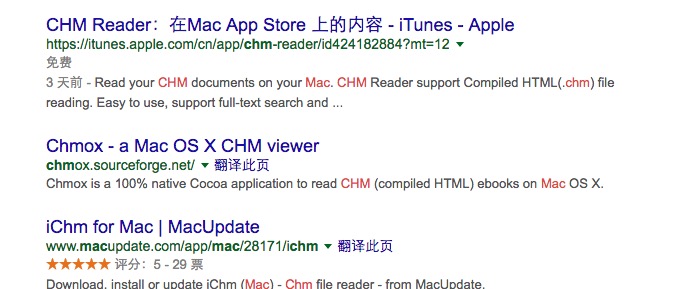 CHM Reader：在Mac App Store 上的内容 - iTunes - Apple
https://itunes.apple.com/cn/app/chm-reader/id424182884?mt=12
免费
3 天前 - Read your CHM documents on your Mac. CHM Reader support Compiled HTML(.chm) file
reading. Easy to use, support full-text search and ...
Chmox - a Mac OS X CHM viewer
chmox.sourceforge.net/ 翻译此页
Chmox is a 100% native Cocoa application to read CHM (compiled HTML) ebooks on Mac OS X.
iChm for Mac | MacUpdate
www.macupdate.com/app/mac/28171/ichm 翻译此页
★★★★★ 评分：5 - 29 票
Download, install or update iChm (Mac) - Chm file reader - from MacUpdate.